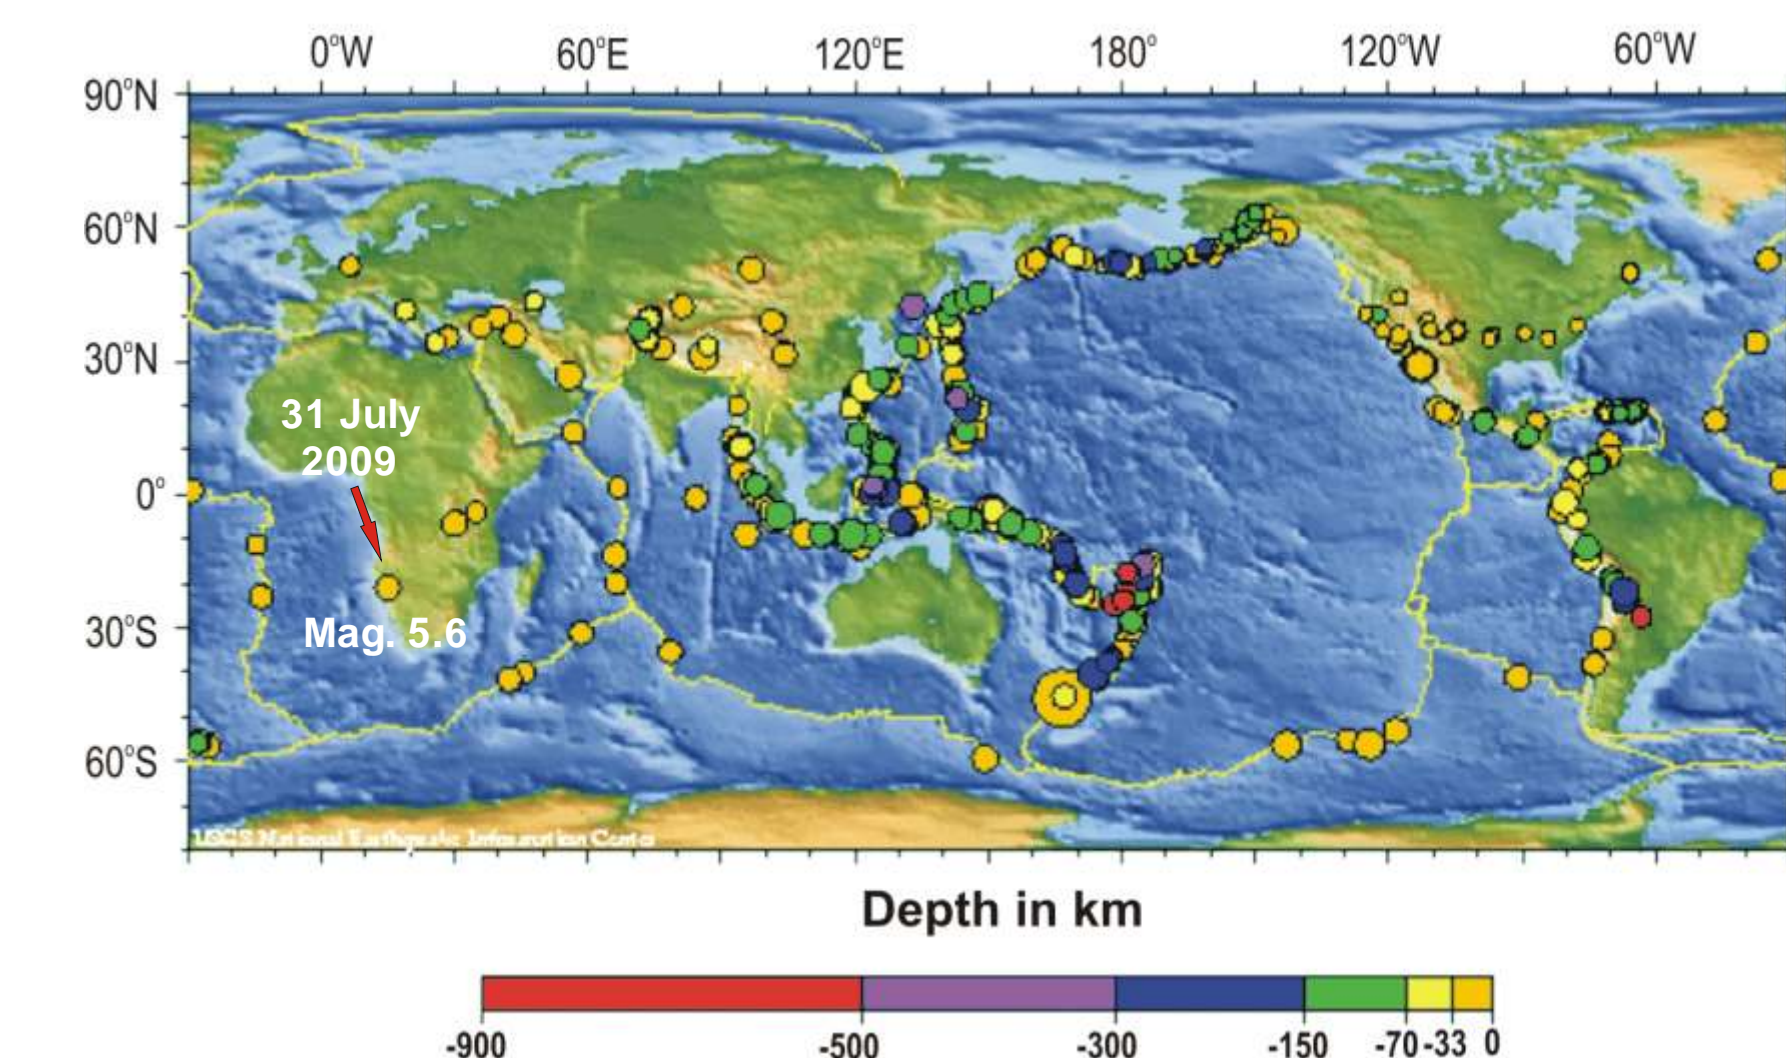 0°W 60°E 120°E 180° 120°W 60°W
90°N
60°N
30°N
31 July
2009
0°
30°S
Mag. 5.6
60°S
USGS National Earthquake Information Center
Depth in km
-900 -500 -300 -150 -70 -33 0